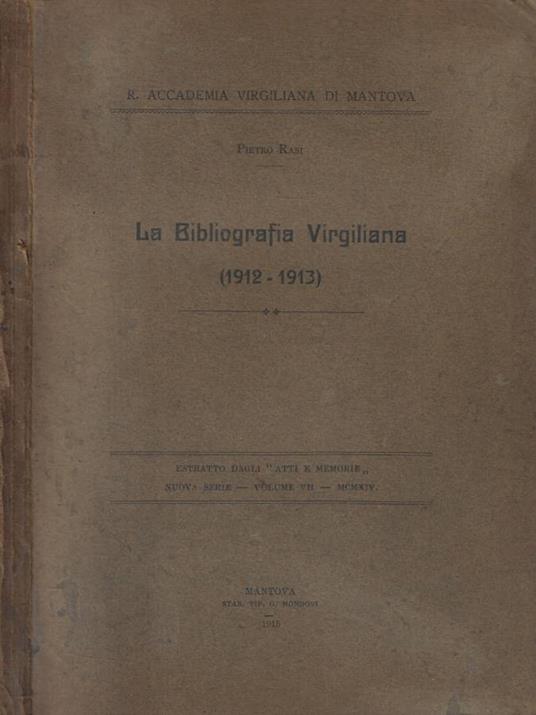 R. ACCADEMIA VIRGILIANA DI MANTOVA
PIETRO RASI
La Bibliografia Virgiliana
(1912 - 1913)
ESTRATTO DAGLI "ATTI E MEMORIE„
NUOVA SERIE — VOLUME VII — MCMXIV.
MANTOVA
STAB. TIP. G. MONDOVI
1915